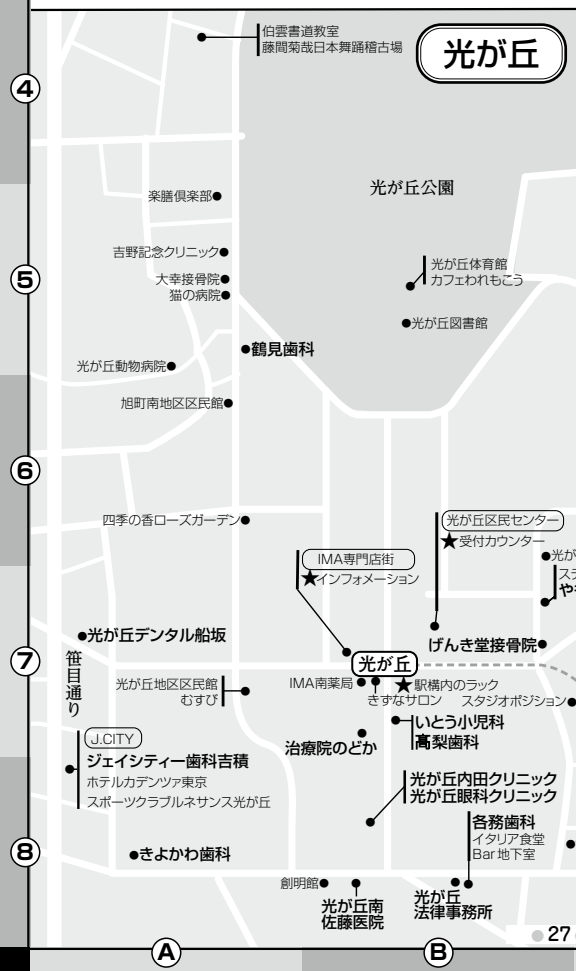 伯雲書道教室
藤間菊哉日本舞踊稽古場
光が丘
④
光が丘公園
楽膳倶楽部
吉野記念クリニック
光が丘体育館
カフェわれもこう
⑤
大幸接骨院
猫の病院
光が丘図書館
鶴見歯科
光が丘動物病院
旭町南地区区民館
⑥
四季の香ローズガーデン
光が丘区民センター
★受付カウンター
IMA専門店街
★インフォメーション
光が
ステ
や
光が丘デンタル船坂
げんき堂接骨院
⑦
笹目通り
光が丘
光が丘地区区民館
むすび
IMA南薬局
きずなサロン
★駅構内のラック
スタジオポジション
いとう小児科
髙梨歯科
治療院のどか
J.CITY
ジェイシティー歯科吉積
ホテルカデンツァ東京
スポーツクラブルネサンス光が丘
光が丘内田クリニック
光が丘眼科クリニック
各務歯科
イタリア食堂
Bar地下室
⑧
きよかわ歯科
創明館
光が丘南
佐藤医院
光が丘
法律事務所
27
Ⓐ
Ⓑ